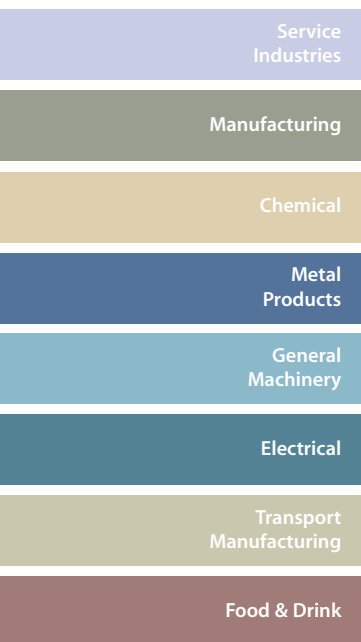 Service
Industries
Manufacturing
Chemical
Metal
Products
General
Machinery
Electrical
Transport
Manufacturing
Food & Drink